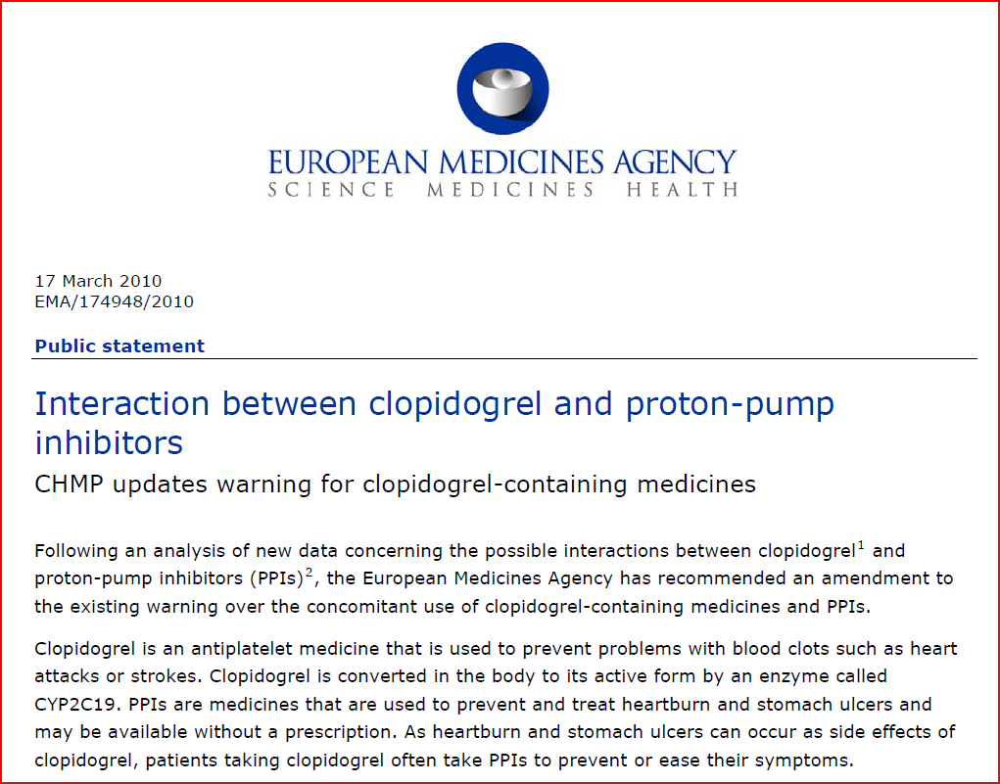 EUROPEAN MEDICINES AGENCY
SCIENCE MEDICINES HEALTH
17 March 2010
EMA/174948/2010
Public statement
Interaction between clopidogrel and proton-pump
inhibitors
CHMP updates warning for clopidogrel-containing medicines
Following an analysis of new data concerning the possible interactions between clopidogrel¹ and
proton-pump inhibitors (PPIs)², the European Medicines Agency has recommended an amendment to
the existing warning over the concomitant use of clopidogrel-containing medicines and PPIs.
Clopidogrel is an antiplatelet medicine that is used to prevent problems with blood clots such as heart
attacks or strokes. Clopidogrel is converted in the body to its active form by an enzyme called
CYP2C19. PPIs are medicines that are used to prevent and treat heartburn and stomach ulcers and
may be available without a prescription. As heartburn and stomach ulcers can occur as side effects of
clopidogrel, patients taking clopidogrel often take PPIs to prevent or ease their symptoms.